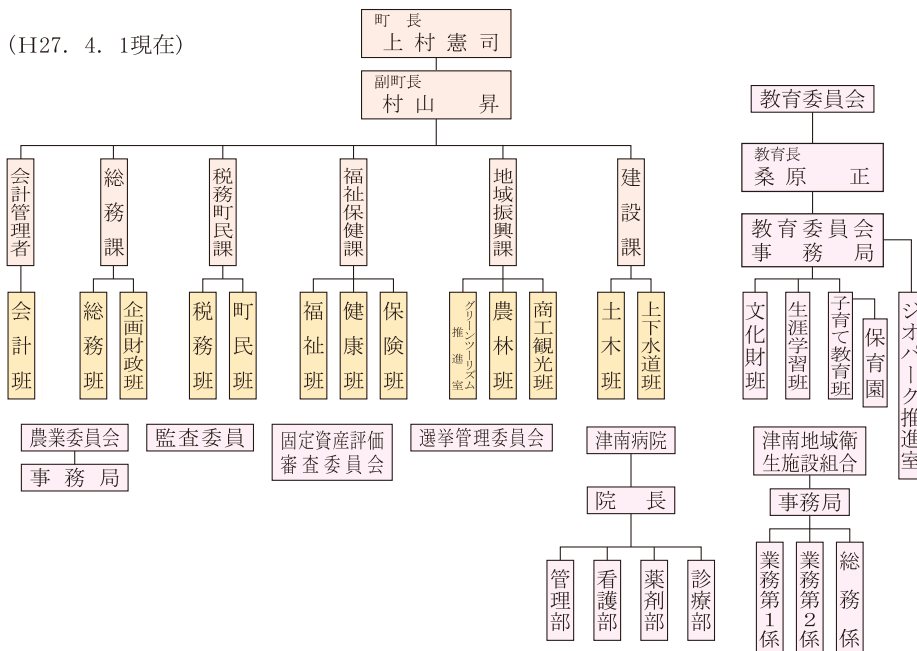 (H27. 4. 1現在)
町長
上村憲司
副町長
村山 昇
会計管理者
総務課
税務町民課
福祉保健課
地域振興課
建設課
会計班
総務班
企画財政班
税務班
町民班
福祉班
健康班
保険班
グリーンツーリズム
推進室
農林班
商工観光班
土木班
上下水道班
教育委員会
教育長
桑原 正
教育委員会
事務局
文化財班
生涯学習班
子育て教育班
保育園
ジオパーク推進室
農業委員会
事務局
監査委員
固定資産評価
審査委員会
選挙管理委員会
津南病院
院長
管理部
看護部
薬剤部
診療部
津南地域衛
生施設組合
事務局
業務第1係
業務第2係
総務係